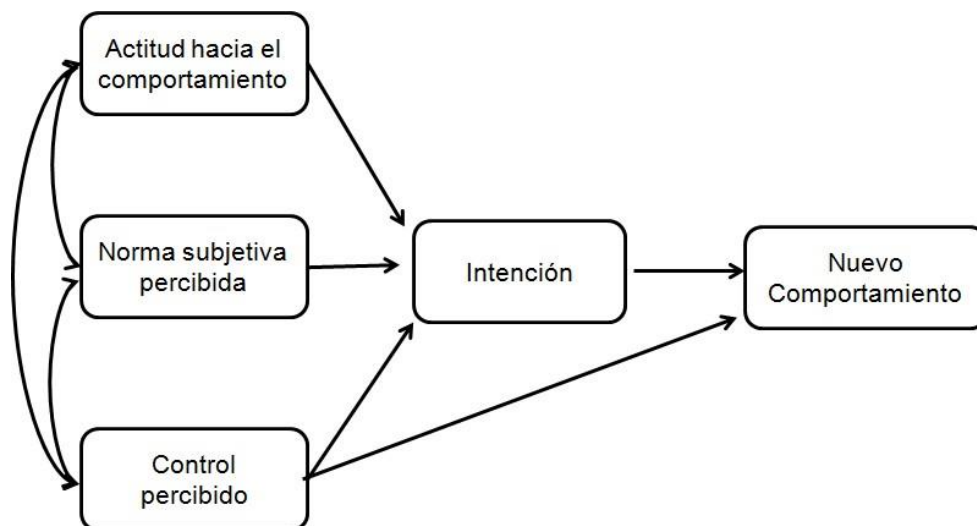 Actitud hacia el
comportamiento
Norma subjetiva
percibida
Intención
Nuevo
Comportamiento
Control
percibido